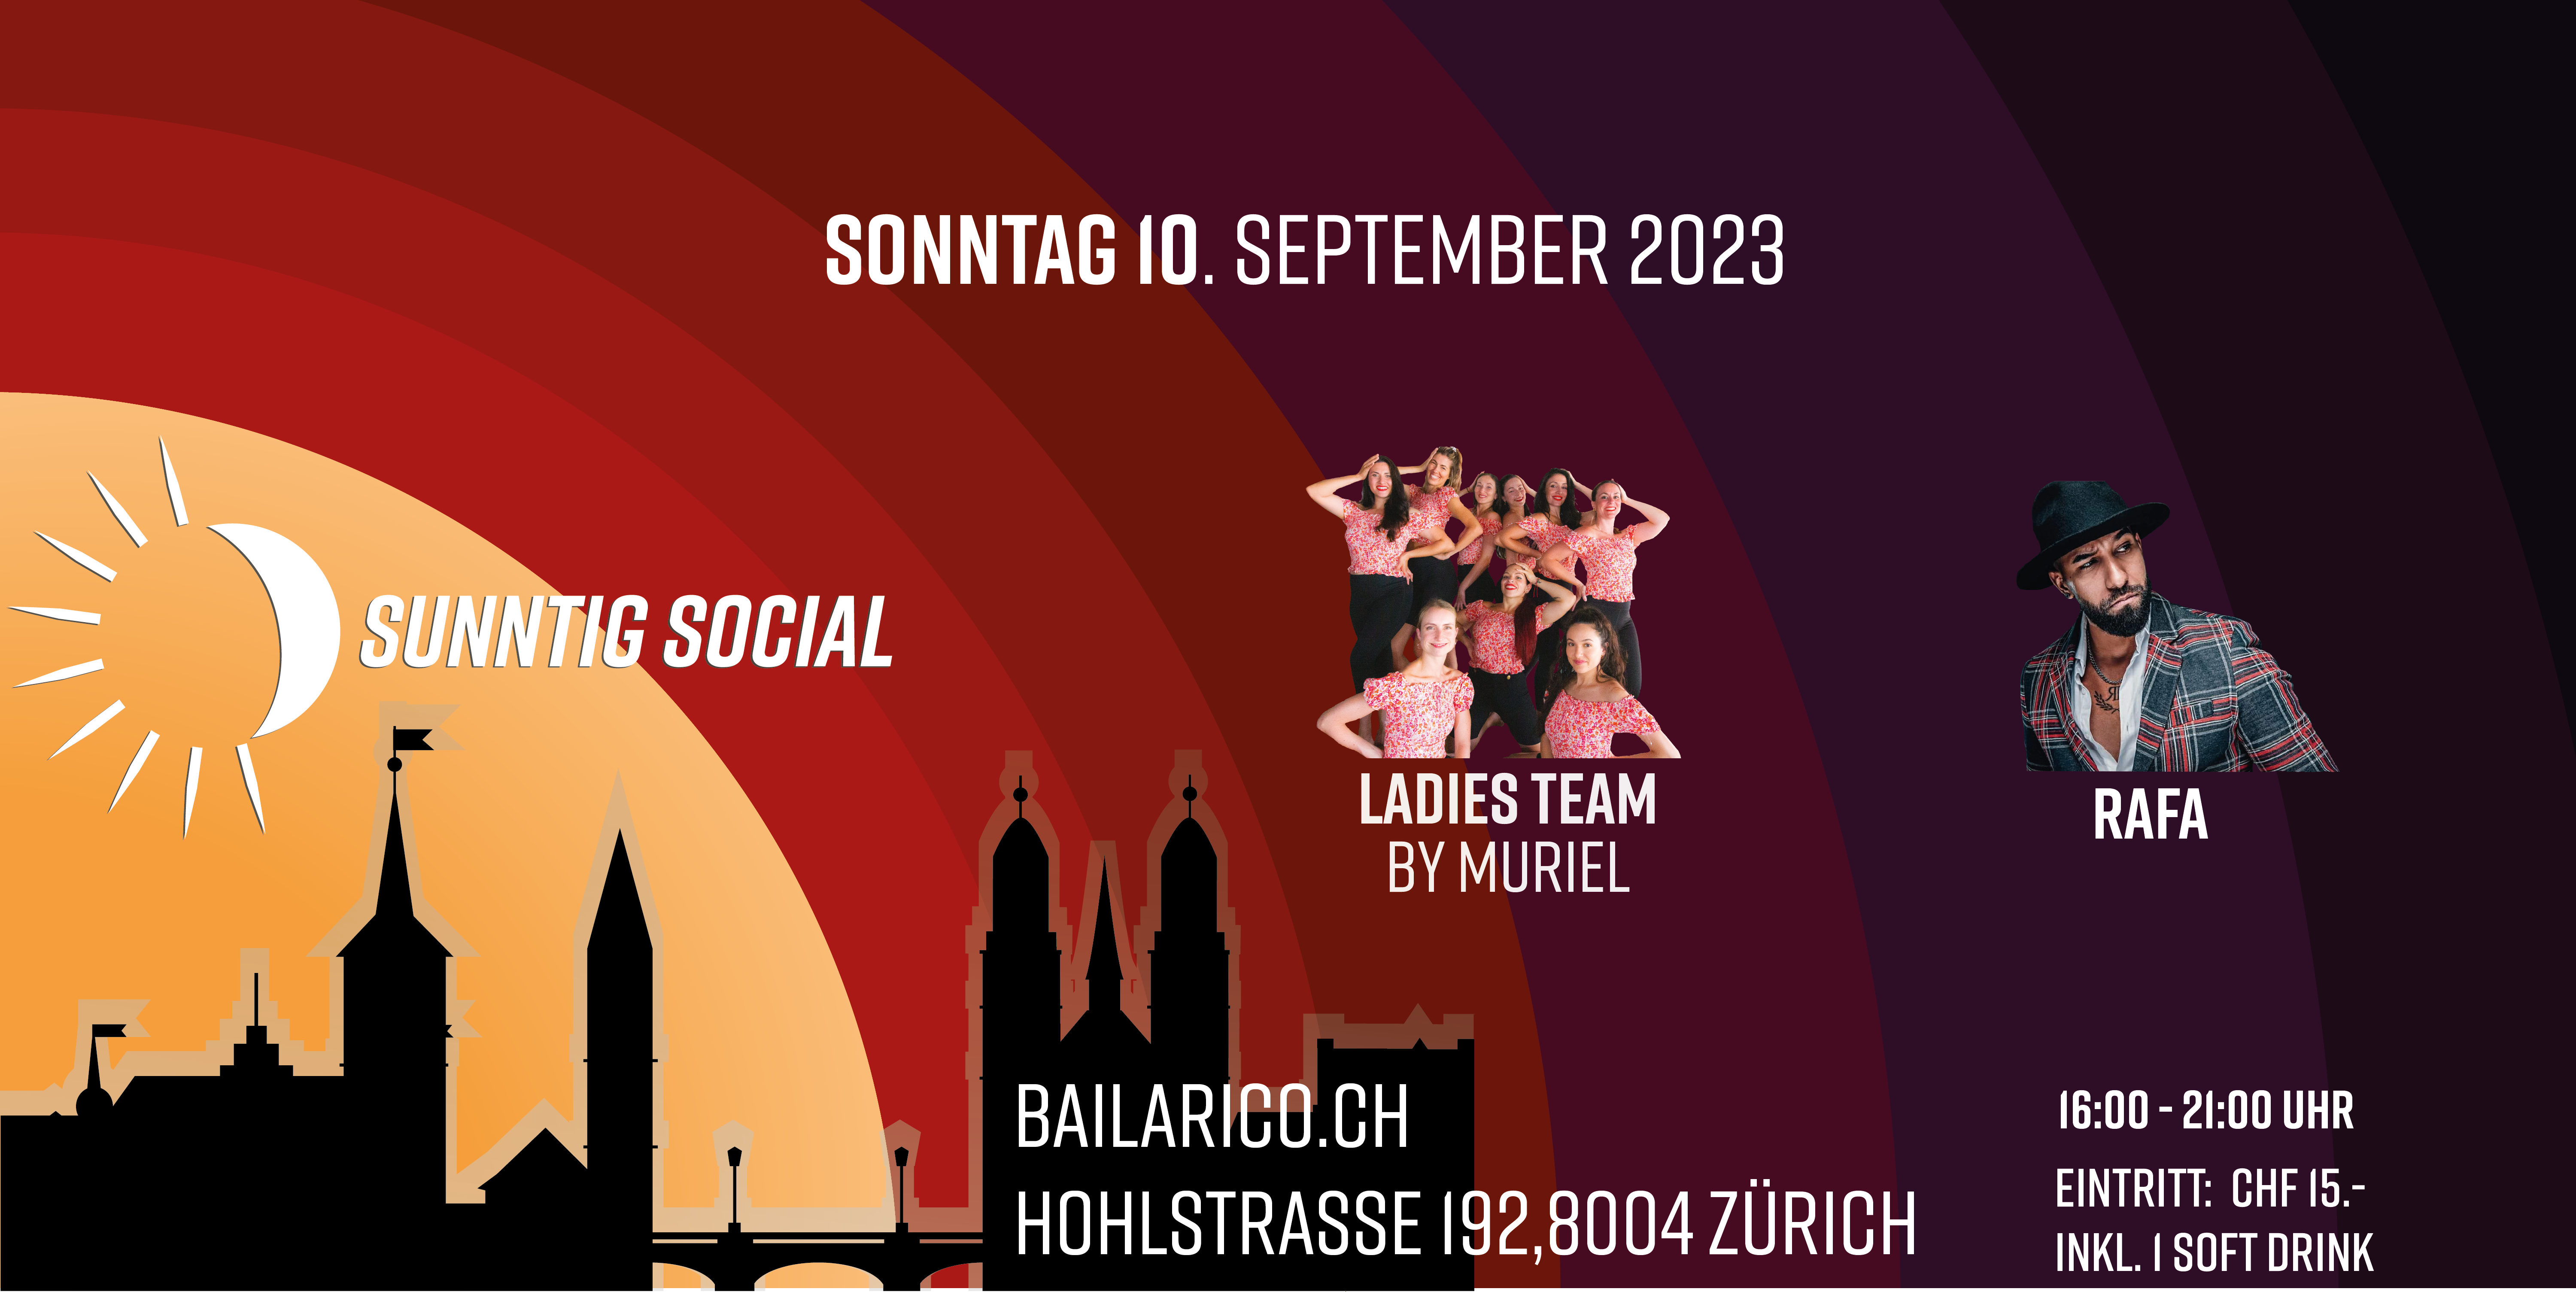 SONNTAG 10. SEPTEMBER 2023
SUNNTIG SOCIAL
LADIES TEAM
BY MURIEL
RAFA
BAILARICO.CH
HOHLSTRASSE 192,8004 ZÜRICH
16:00 - 21:00 UHR
EINTRITT: CHF 15.-
INKL. 1 SOFT DRINK